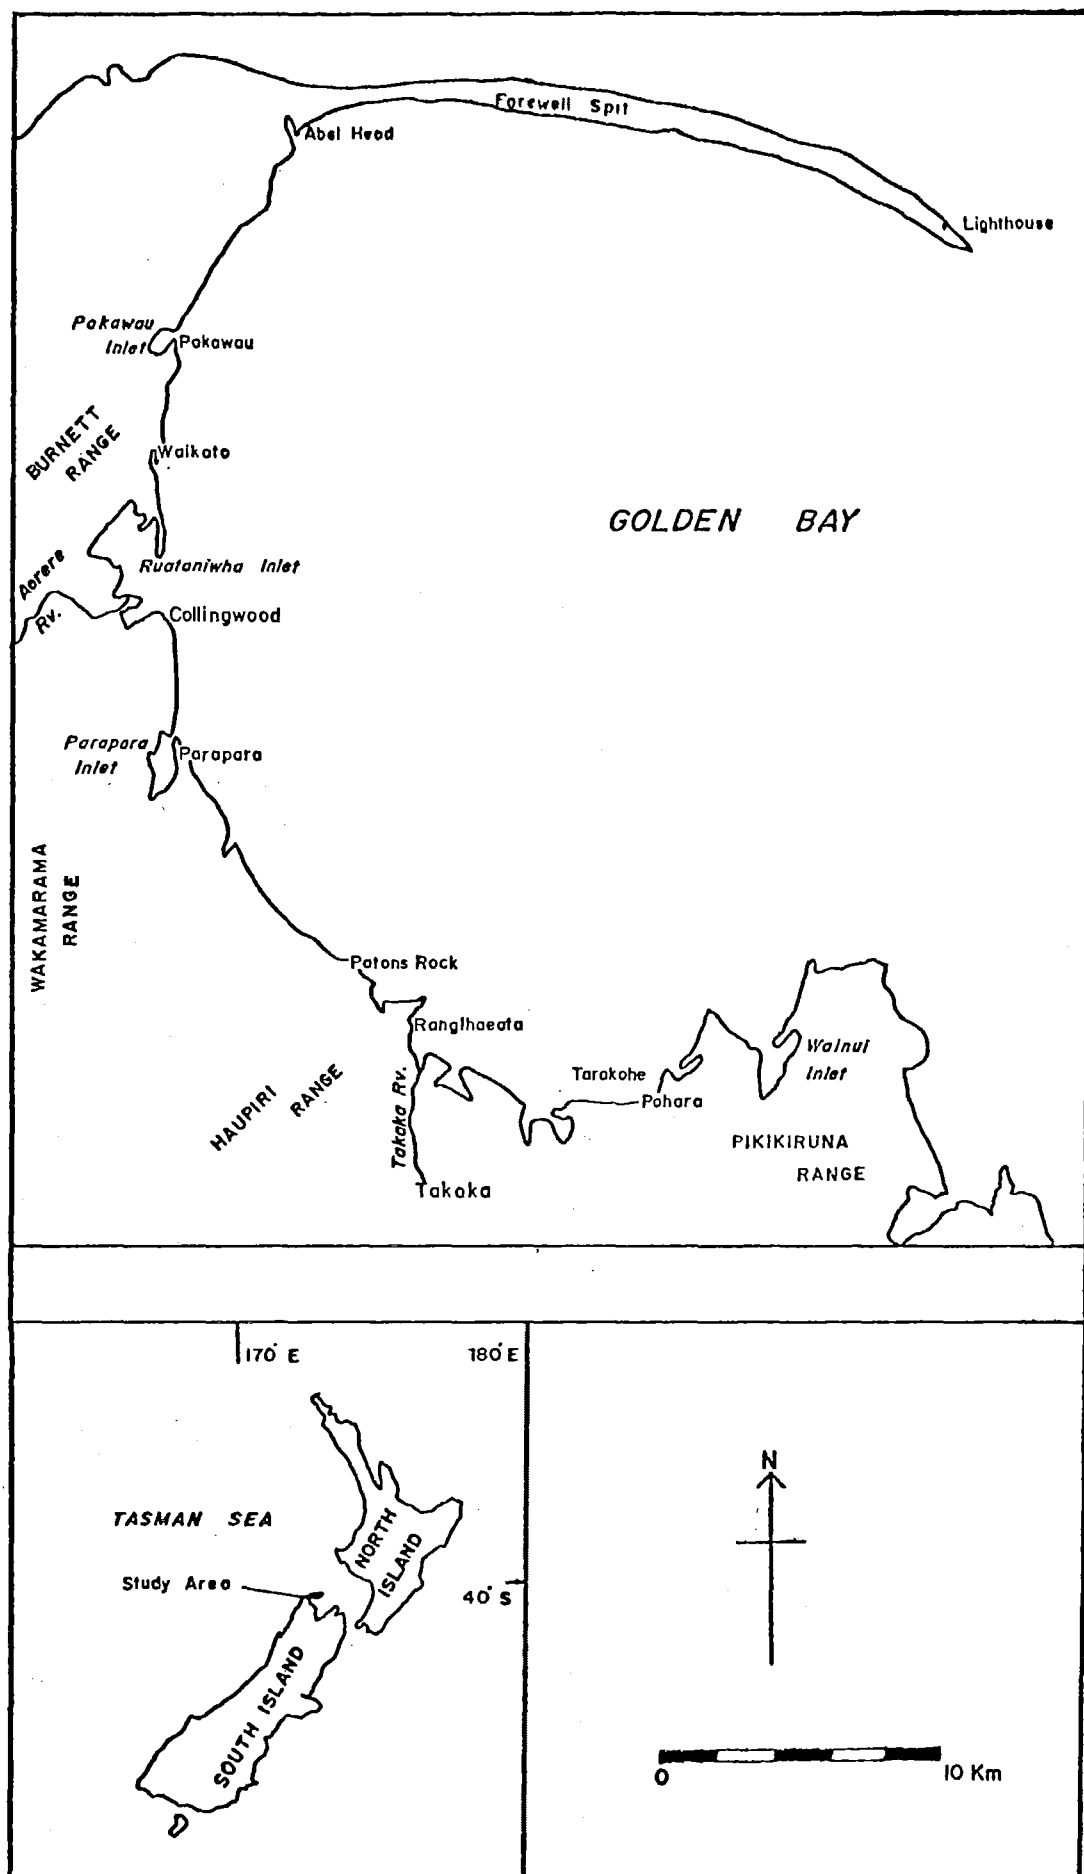 Farewell Spit
Abel Head
Lighthouse
Pakawau
Inlet
Pakawau
BURNETT
RANGE
Waikato
GOLDEN BAY
Aorere
Rv.
Ruataniwha Inlet
Collingwood
Parapara
Inlet
Parapara
WAKAMARAMA
RANGE
Patons Rock
Rangihaeata
HAUPIRI RANGE
Takaka Rv.
Takaka
Tarakohe
Pohara
Wainui
Inlet
PIKIKIRUNA
RANGE
170° E
180° E
TASMAN SEA
NORTH
ISLAND
Study Area
40° S
SOUTH ISLAND
N
0
10 Km